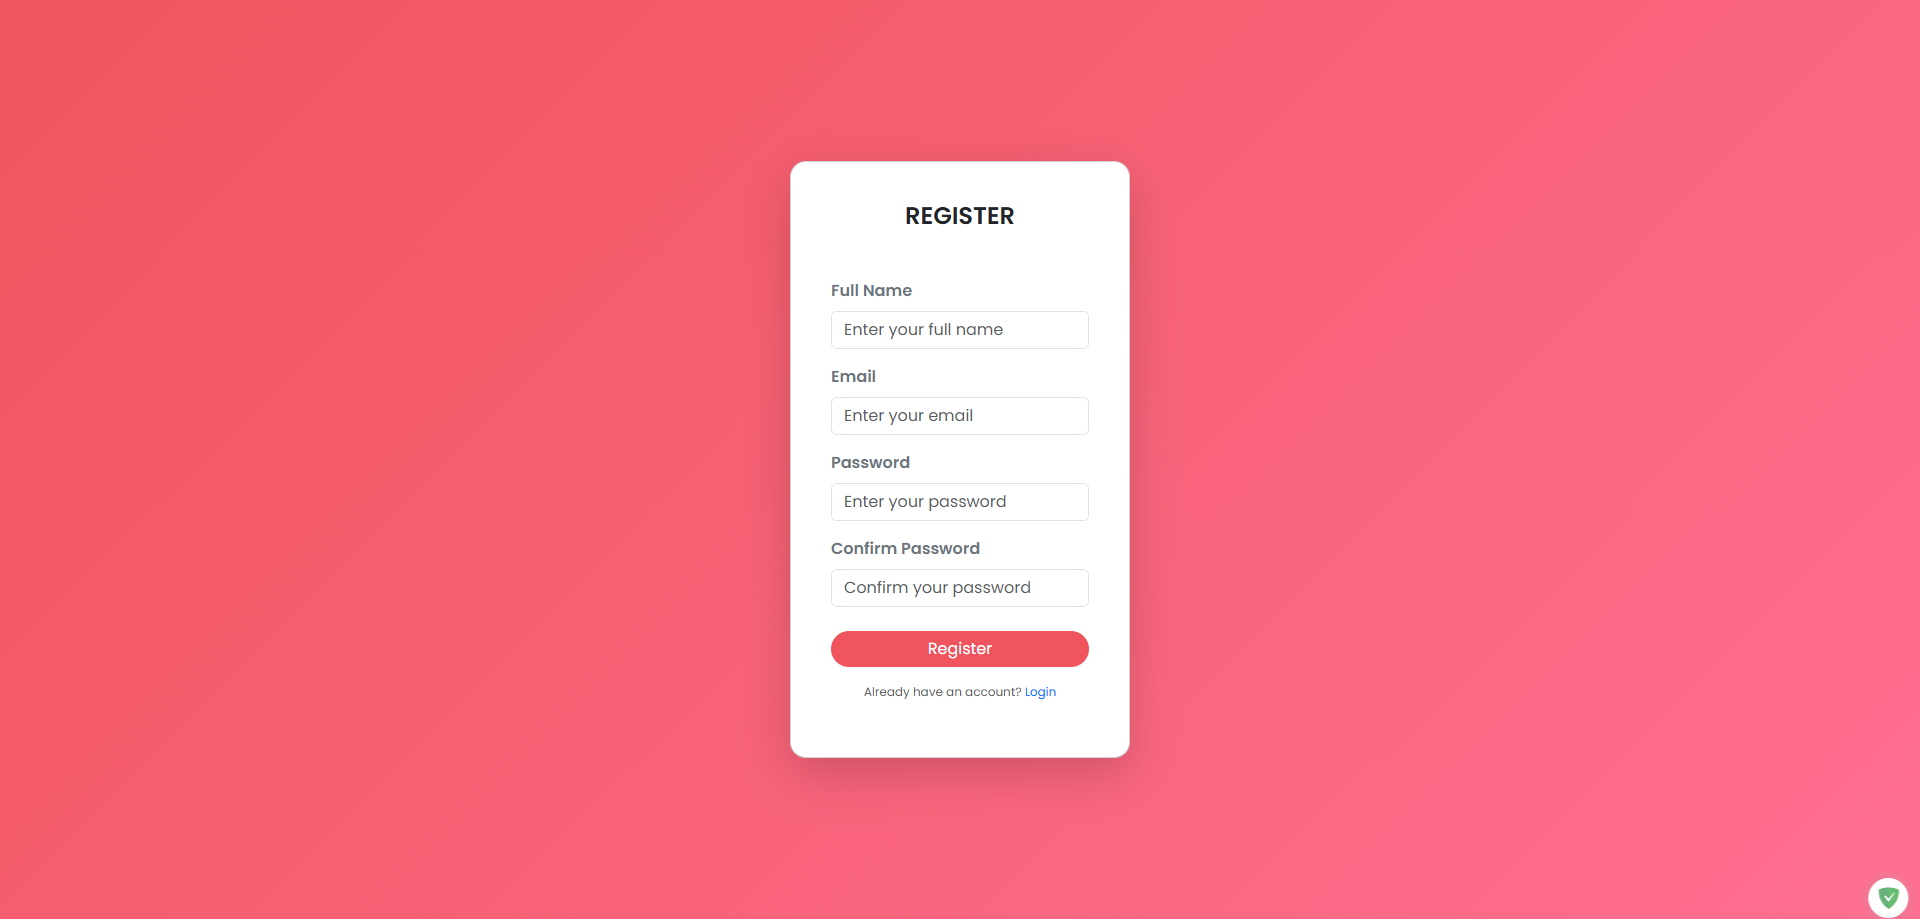 REGISTER
Full Name
Enter your full name
Email
Enter your email
Password
Enter your password
Confirm Password
Confirm your password
Register
Already have an account? Login